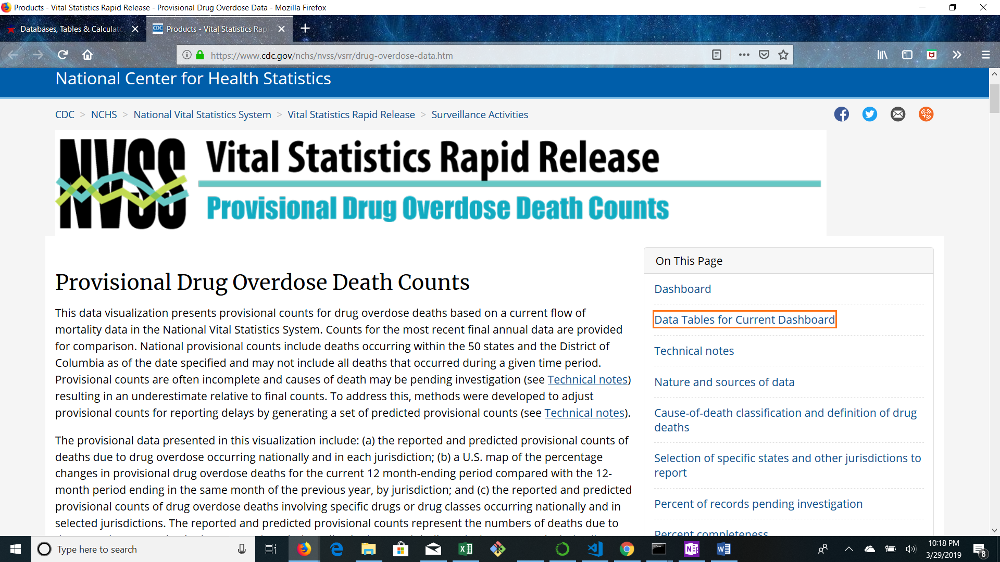 Products - Vital Statistics Rapid Release - Provisional Drug Overdose Data - Mozilla Firefox
Databases, Tables & Calculato
CDC Products - Vital Statistics Rap
https://www.cdc.gov/nchs/nvss/vsrr/drug-overdose-data.htm
National Center for Health Statistics
CDC > NCHS > National Vital Statistics System > Vital Statistics Rapid Release > Surveillance Activities
NVSS
Vital Statistics Rapid Release
Provisional Drug Overdose Death Counts
Provisional Drug Overdose Death Counts
This data visualization presents provisional counts for drug overdose deaths based on a current flow of
mortality data in the National Vital Statistics System. Counts for the most recent final annual data are provided
for comparison. National provisional counts include deaths occurring within the 50 states and the District of
Columbia as of the date specified and may not include all deaths that occurred during a given time period.
Provisional counts are often incomplete and causes of death may be pending investigation (see Technical notes)
resulting in an underestimate relative to final counts. To address this, methods were developed to adjust
provisional counts for reporting delays by generating a set of predicted provisional counts (see Technical notes).
The provisional data presented in this visualization include: (a) the reported and predicted provisional counts of
deaths due to drug overdose occurring nationally and in each jurisdiction; (b) a U.S. map of the percentage
changes in provisional drug overdose deaths for the current 12 month-ending period compared with the 12-
month period ending in the same month of the previous year, by jurisdiction; and (c) the reported and predicted
provisional counts of drug overdose deaths involving specific drugs or drug classes occurring nationally and in
selected jurisdictions. The reported and predicted provisional counts represent the numbers of deaths due to
On This Page
Dashboard
Data Tables for Current Dashboard
Technical notes
Nature and sources of data
Cause-of-death classification and definition of drug
deaths
Selection of specific states and other jurisdictions to
report
Percent of records pending investigation
Percent completeness
Type here to search
10:18 PM
3/29/2019
8